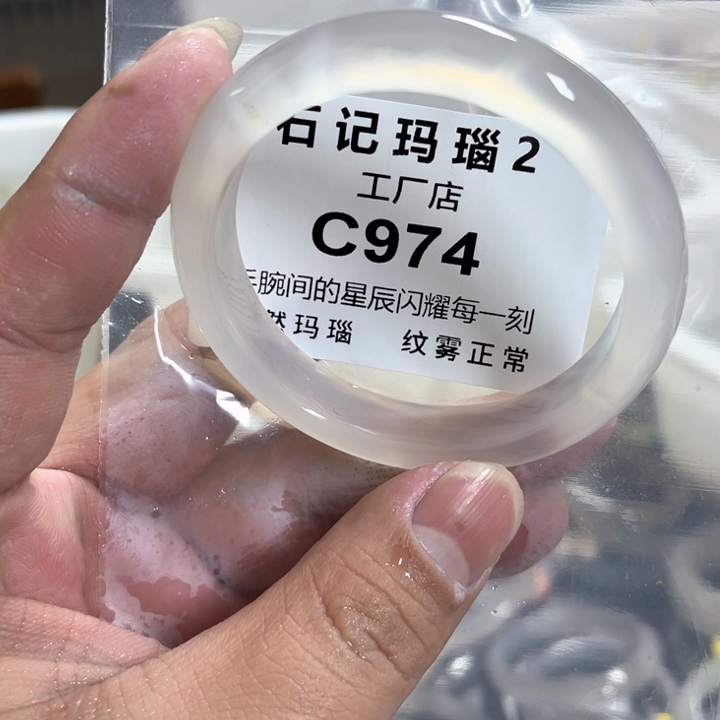 石记玛瑙2
工厂店
C974
手腕间的星辰闪耀每一刻
然玛瑙 纹雾正常